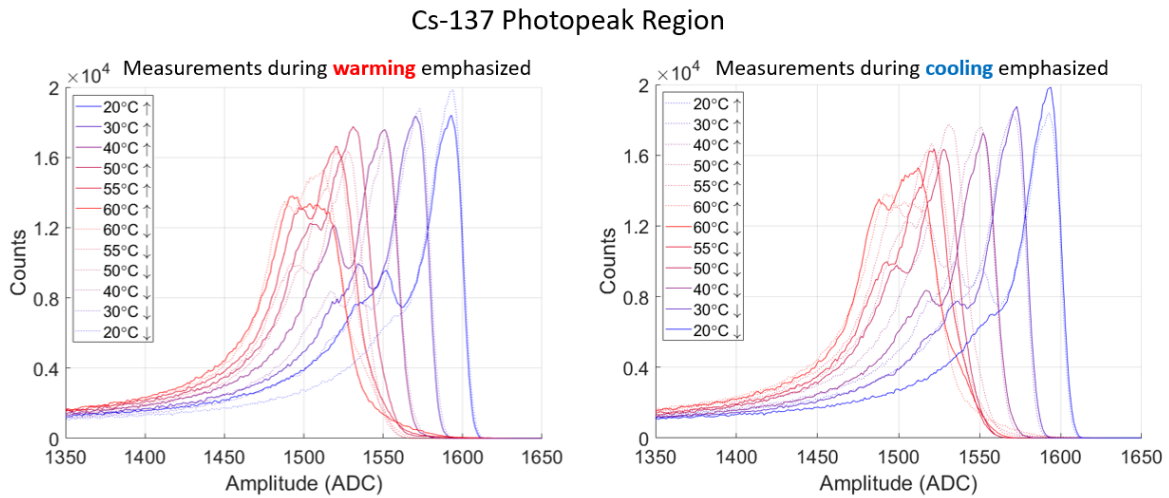 Cs-137 Photopeak Region
Measurements during warming emphasized
×10⁴
2
1.6
1.2
0.8
0.4
0
Counts
20°C ↑
30°C ↑
40°C ↑
50°C ↑
55°C ↑
60°C ↑
60°C ↓
55°C ↓
50°C ↓
40°C ↓
30°C ↓
20°C ↓
1350 1400 1450 1500 1550 1600 1650
Amplitude (ADC)
Measurements during cooling emphasized
×10⁴
2
1.6
1.2
0.8
0.4
0
Counts
20°C ↑
30°C ↑
40°C ↑
50°C ↑
55°C ↑
60°C ↑
60°C ↓
55°C ↓
50°C ↓
40°C ↓
30°C ↓
20°C ↓
1350 1400 1450 1500 1550 1600 1650
Amplitude (ADC)